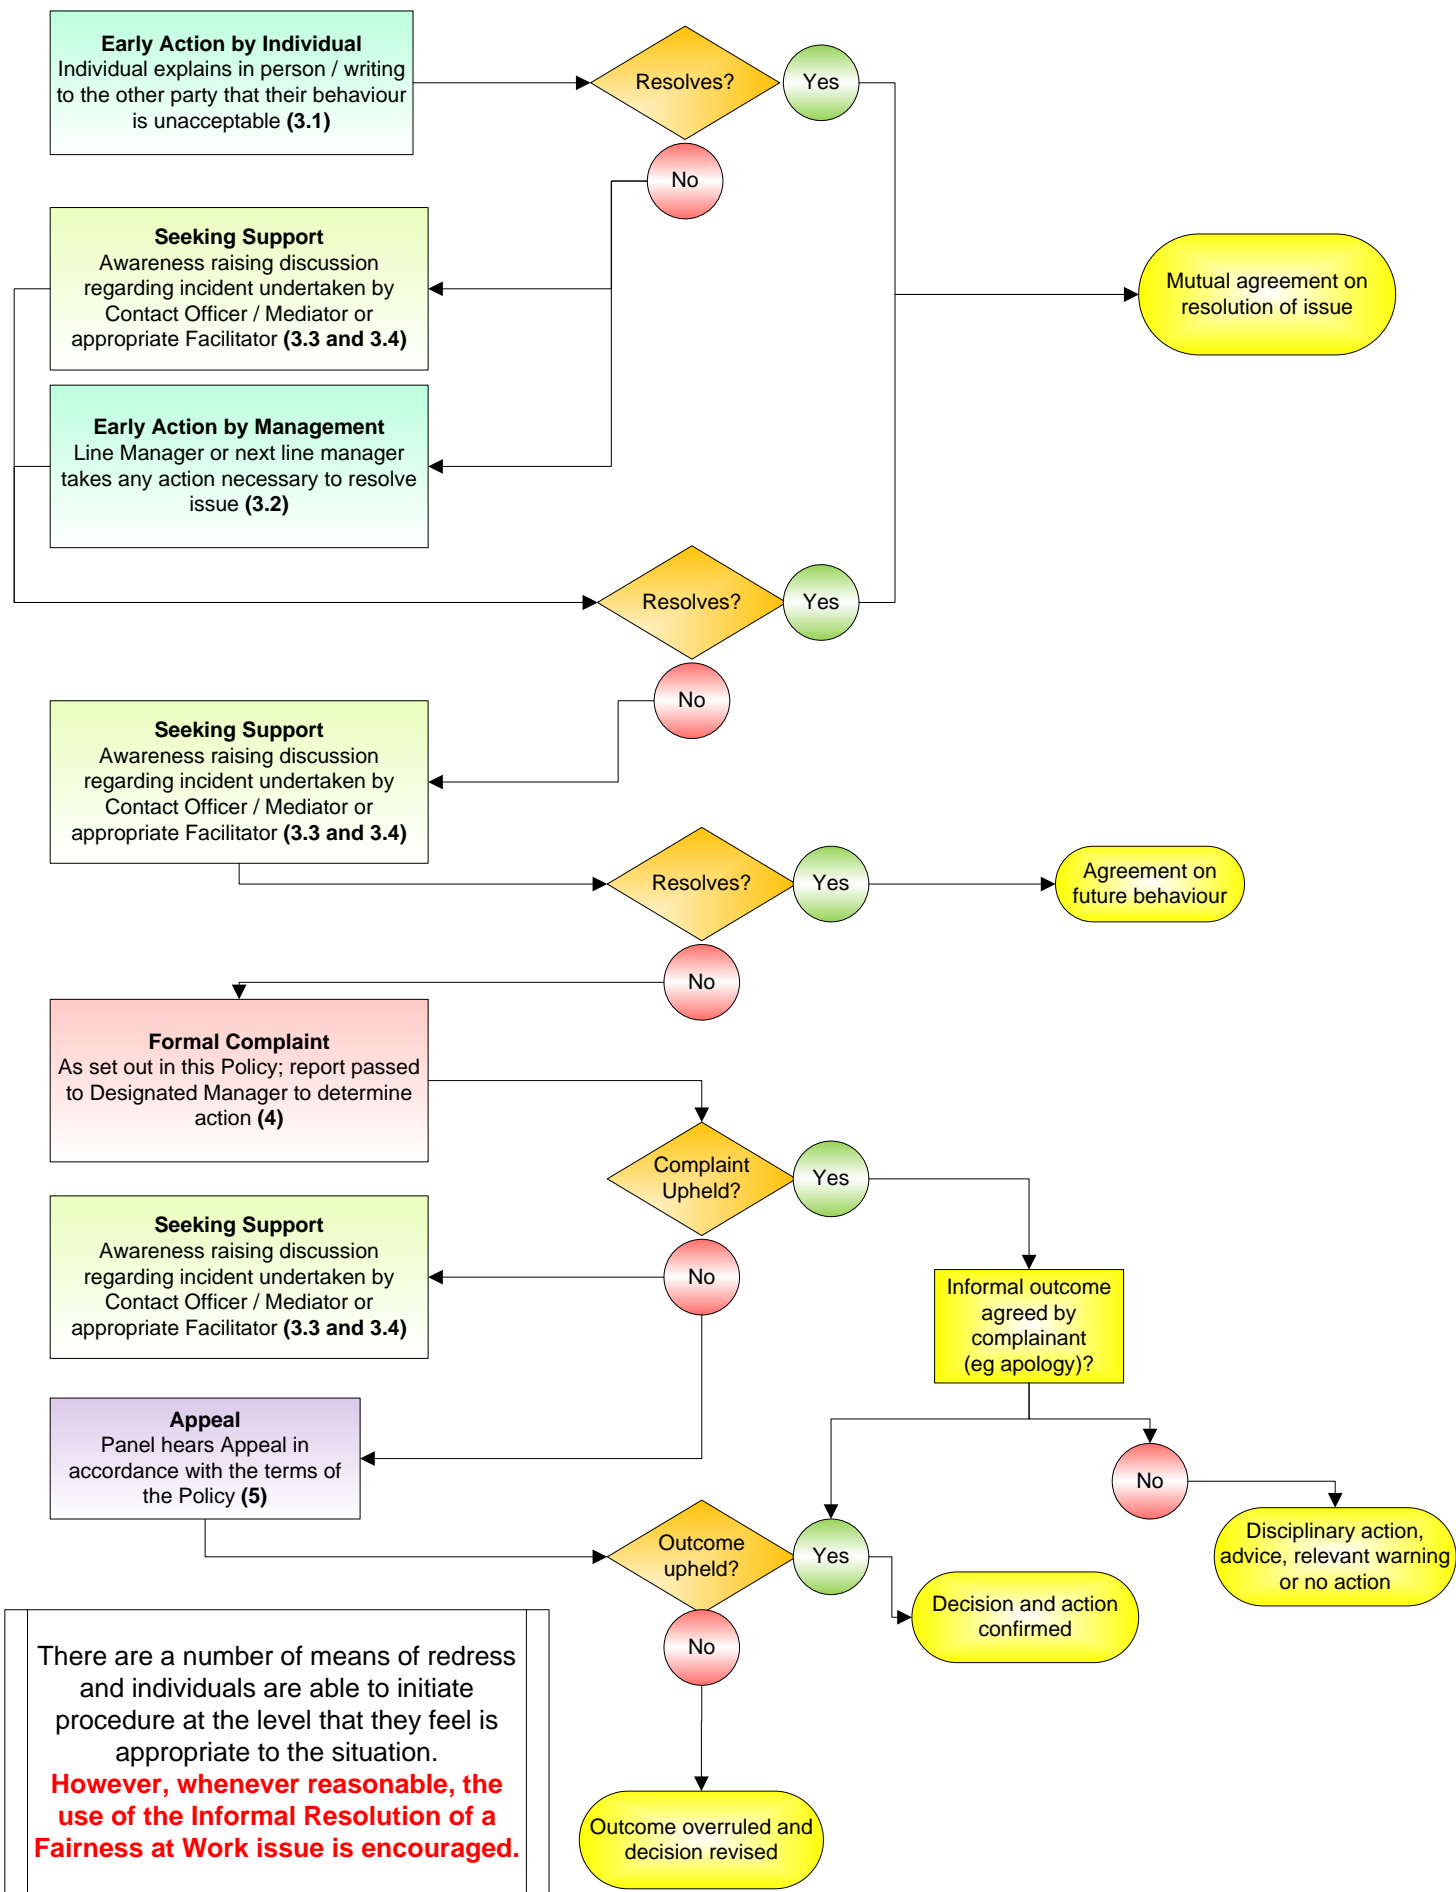 Early Action by Individual
Individual explains in person / writing
to the other party that their behaviour
is unacceptable (3.1)
Resolves?
Yes
No
Seeking Support
Awareness raising discussion
regarding incident undertaken by
Contact Officer / Mediator or
appropriate Facilitator (3.3 and 3.4)
Mutual agreement on
resolution of issue
Early Action by Management
Line Manager or next line manager
takes any action necessary to resolve
issue (3.2)
Resolves?
Yes
No
Seeking Support
Awareness raising discussion
regarding incident undertaken by
Contact Officer / Mediator or
appropriate Facilitator (3.3 and 3.4)
Resolves?
Yes
Agreement on
future behaviour
No
Formal Complaint
As set out in this Policy; report passed
to Designated Manager to determine
action (4)
Complaint
Upheld?
Yes
No
Seeking Support
Awareness raising discussion
regarding incident undertaken by
Contact Officer / Mediator or
appropriate Facilitator (3.3 and 3.4)
Informal outcome
agreed by
complainant
(eg apology)?
Appeal
Panel hears Appeal in
accordance with the terms of
the Policy (5)
No
Outcome
upheld?
Yes
Disciplinary action,
advice, relevant warning
or no action
Decision and action
confirmed
No
There are a number of means of redress
and individuals are able to initiate
procedure at the level that they feel is
appropriate to the situation.
However, whenever reasonable, the
use of the Informal Resolution of a
Fairness at Work issue is encouraged.
Outcome overruled and
decision revised